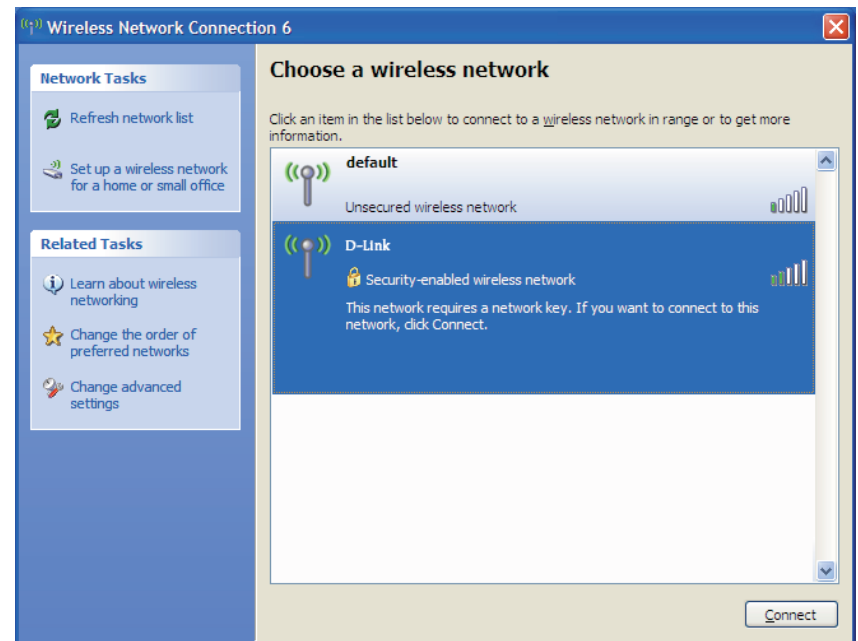 Wireless Network Connection 6
Network Tasks
Refresh network list
Set up a wireless network
for a home or small office
Related Tasks
Learn about wireless
networking
Change the order of
preferred networks
Change advanced
settings
Choose a wireless network
Click an item in the list below to connect to a wireless network in range or to get more
information.
default
Unsecured wireless network
D-Link
Security-enabled wireless network
This network requires a network key. If you want to connect to this
network, click Connect.
Connect